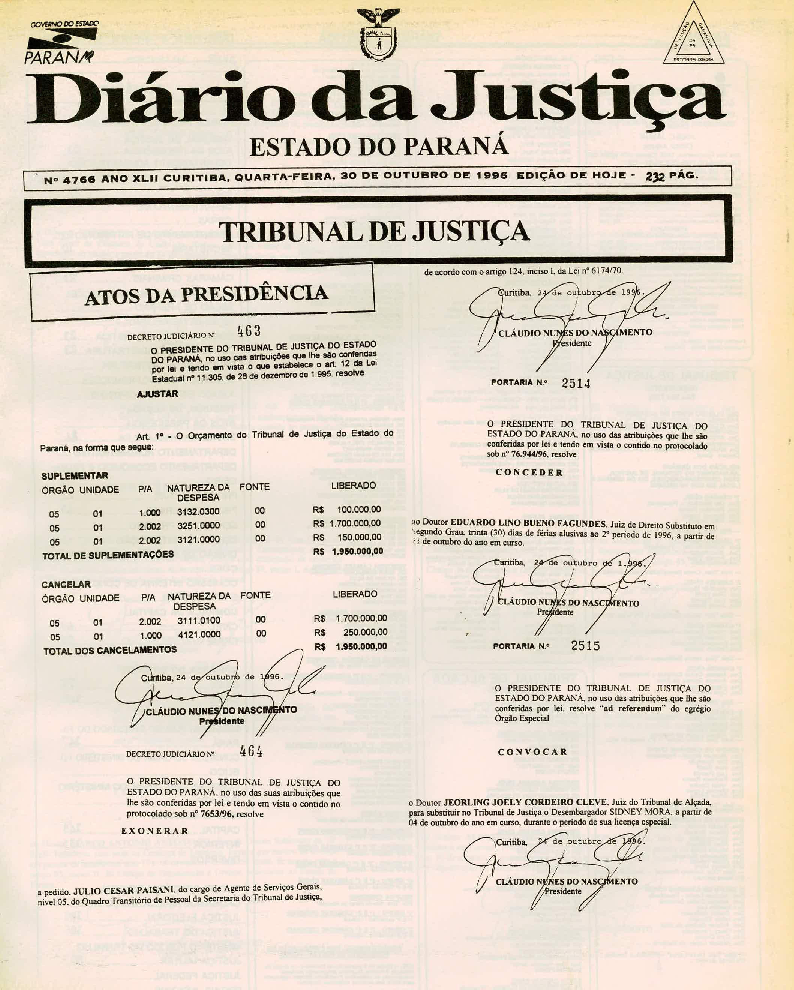 GOVERNO DO ESTADO
PARANÁ
Diário da Justiça
ESTADO DO PARANÁ
Nº 4766 ANO XLII CURITIBA, QUARTA-FEIRA, 30 DE OUTUBRO DE 1996 EDIÇÃO DE HOJE - 232 PÁG.
TRIBUNAL DE JUSTIÇA
ATOS DA PRESIDÊNCIA
DECRETO JUDICIÁRIO Nº 463
O PRESIDENTE DO TRIBUNAL DE JUSTIÇA DO ESTADO
DO PARANÁ, no uso das atribuições que lhe são conferidas
por lei e tendo em vista o que estabelece o art. 12 da Lei
Estadual nº 11.305, de 28 de dezembro de 1.995, resolve
AJUSTAR
Art. 1º - O Orçamento do Tribunal de Justiça do Estado do
Paraná, na forma que segue:
SUPLEMENTAR
ÓRGÃO UNIDADE P/A NATUREZA DA FONTE LIBERADO
DESPESA
05 01 1.000 3132.0300 00 R$ 100.000,00
05 01 2.002 3251.0000 00 R$ 1.700.000,00
05 01 2.002 3121.0000 00 R$ 150.000,00
TOTAL DE SUPLEMENTAÇÕES R$ 1.950.000,00
CANCELAR
ÓRGÃO UNIDADE P/A NATUREZA DA FONTE LIBERADO
DESPESA
05 01 2.002 3111.0100 00 R$ 1.700.000,00
05 01 1.000 4121.0000 00 R$ 250.000,00
TOTAL DOS CANCELAMENTOS R$ 1.950.000,00
Curitiba, 24 de outubro de 1996.
CLÁUDIO NUNES DO NASCIMENTO
Presidente
DECRETO JUDICIÁRIO Nº 464
O PRESIDENTE DO TRIBUNAL DE JUSTIÇA DO
ESTADO DO PARANÁ, no uso das suas atribuições que
lhe são conferidas por lei e tendo em vista o contido no
protocolado sob nº 7653/96, resolve
EXONERAR
a pedido, JULIO CESAR PAISANI, do cargo de Agente de Serviços Gerais,
nível 05, do Quadro Transitório de Pessoal da Secretaria do Tribunal de Justiça,
de acordo com o artigo 124, inciso I, da Lei nº 6174/70.
Curitiba, 24 de outubro de 1996.
CLÁUDIO NUNES DO NASCIMENTO
Presidente
PORTARIA N.º 2514
O PRESIDENTE DO TRIBUNAL DE JUSTIÇA DO
ESTADO DO PARANÁ, no uso das atribuições que lhe são
conferidas por lei e tendo em vista o contido no protocolado
sob nº 76.944/96, resolve
CONCEDER
ao Doutor EDUARDO LINO BUENO FAGUNDES, Juiz de Direito Substituto em
Segundo Grau, trinta (30) dias de férias alusivas ao 2º período de 1996, a partir de
de outubro do ano em curso.
Curitiba, 24 de outubro de 1.996.
CLÁUDIO NUNES DO NASCIMENTO
Presidente
PORTARIA N.º 2515
O PRESIDENTE DO TRIBUNAL DE JUSTIÇA DO
ESTADO DO PARANÁ, no uso das atribuições que lhe são
conferidas por lei, resolve "ad referendum" do egrégio
Órgão Especial
CONVOCAR
o Doutor JEORLING JOELY CORDEIRO CLEVE, Juiz do Tribunal de Alçada,
para substituir no Tribunal de Justiça o Desembargador SIDNEY MORA, a partir de
04 de outubro do ano em curso, durante o período de sua licença especial.
Curitiba, 24 de outubro de 1996.
CLÁUDIO NUNES DO NASCIMENTO
Presidente